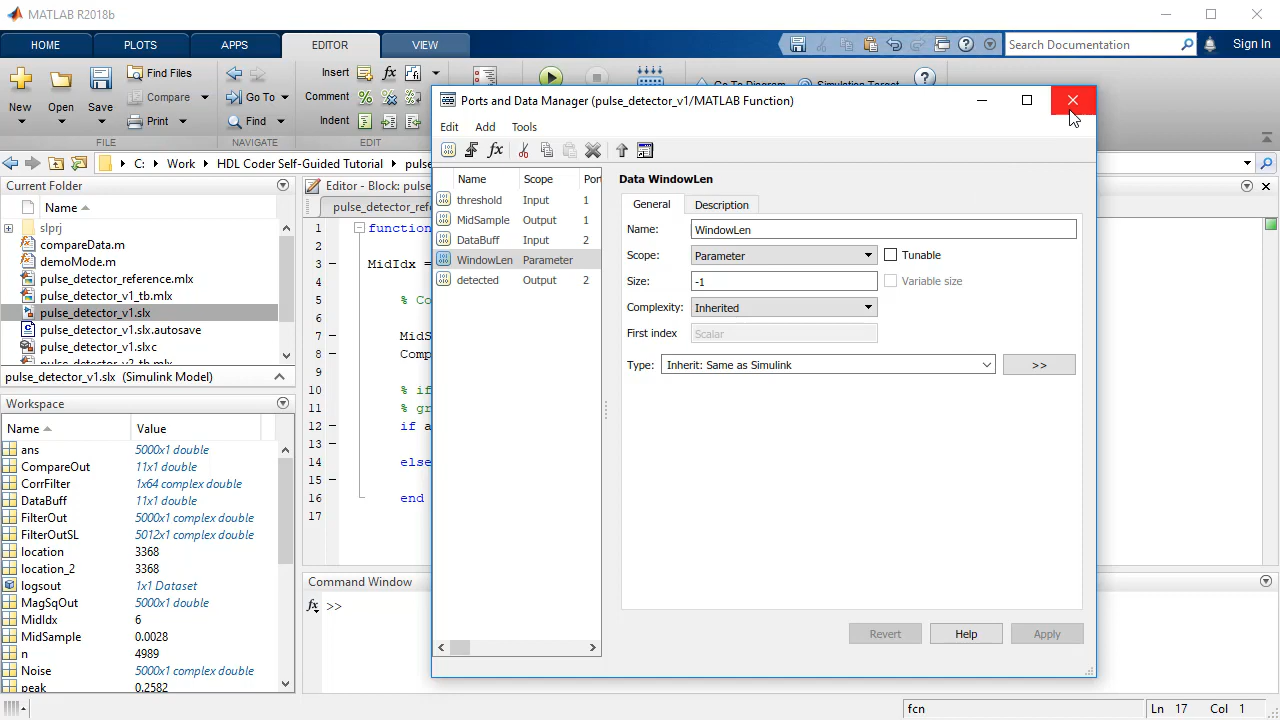 MATLAB R2018b
HOME PLOTS APPS EDITOR VIEW
Search Documentation
Sign In
New
Open
Save
Find Files
Compare
Print
Go To
Find
Insert
fx
Comment
Indent
Go To Diagram
Simulation Target
FILE
NAVIGATE
EDIT
C: Work HDL Coder Self-Guided Tutorial
Current Folder
Name
slprj
compareData.m
demoMode.m
pulse_detector_reference.mlx
pulse_detector_v1_tb.mlx
pulse_detector_v1.slx
pulse_detector_v1.slx.autosave
pulse_detector_v1.slxc
pulse_detector_v1.slx (Simulink Model)
Workspace
Name Value
ans 5000x1 double
CompareOut 11x1 double
CorrFilter 1x64 complex double
DataBuff 11x1 double
FilterOut 5000x1 complex double
FilterOutSL 5012x1 complex double
location 3368
location_2 3368
logsout 1x1 Dataset
MagSqOut 5000x1 double
MidIdx 6
MidSample 0.0028
n 4989
Noise 5000x1 complex double
peak 0.2582
Editor - Block: pulse
pulse_detector_ref
1 function
2
3 MidIdx =
4
5 % Co
6
7 MidS
8 Comp
9
10 % if
11 % gr
12 if a
13
14 else
15
16 end
17
Command Window
fx >>
Ports and Data Manager (pulse_detector_v1/MATLAB Function)
Edit Add Tools
fx
Name Scope Port
threshold Input 1
MidSample Output 1
DataBuff Input 2
WindowLen Parameter
detected Output 2
Data WindowLen
General Description
Name: WindowLen
Scope: Parameter Tunable
Size: -1 Variable size
Complexity: Inherited
First index Scalar
Type: Inherit: Same as Simulink >>
Revert Help Apply
fcn Ln 17 Col 1